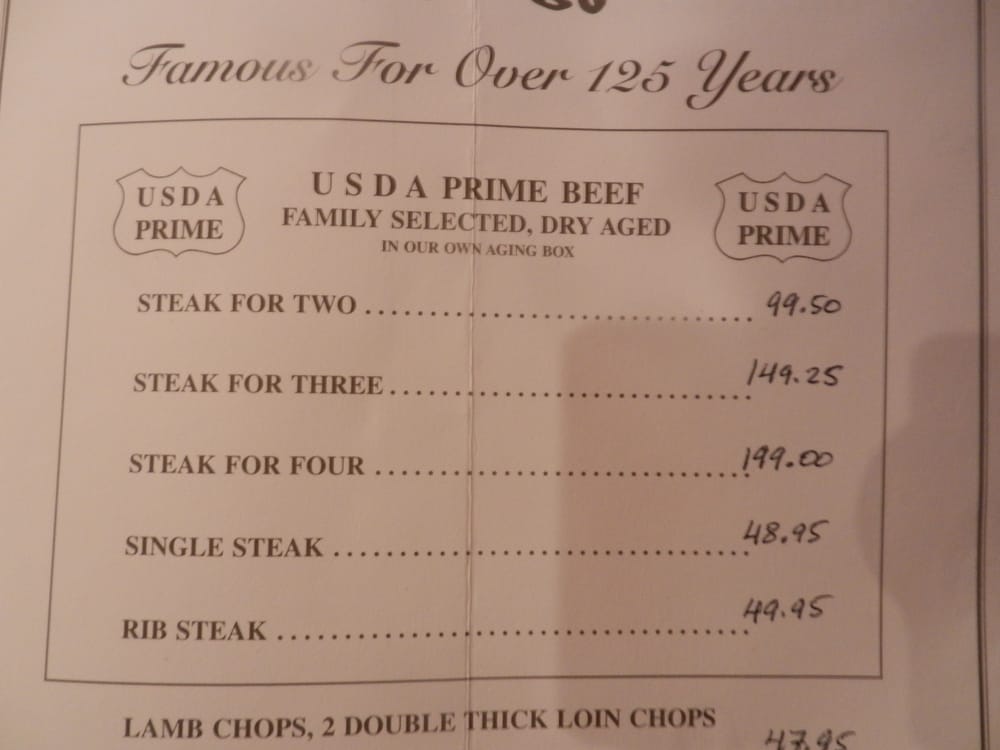 Famous For Over 125 Years
USDA
PRIME
USDA PRIME BEEF
FAMILY SELECTED, DRY AGED
IN OUR OWN AGING BOX
USDA
PRIME
STEAK FOR TWO .............................. 99.50
STEAK FOR THREE ............................ 149.25
STEAK FOR FOUR ............................. 199.00
SINGLE STEAK ............................... 48.95
RIB STEAK .................................. 49.95
LAMB CHOPS, 2 DOUBLE THICK LOIN CHOPS
47.95